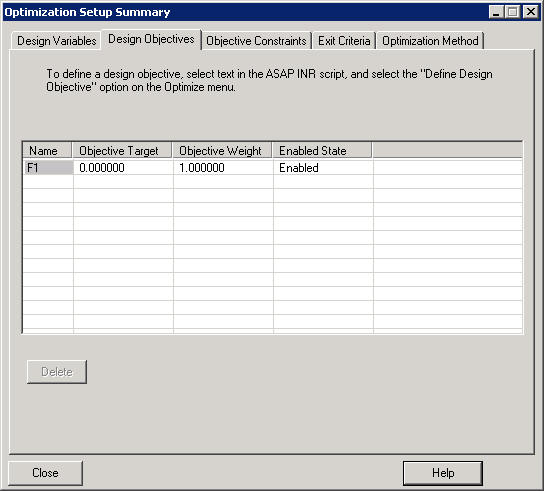 Optimization Setup Summary
Design Variables Design Objectives Objective Constraints Exit Criteria Optimization Method
To define a design objective, select text in the ASAP INR script, and select the "Define Design
Objective" option on the Optimize menu.
Name Objective Target Objective Weight Enabled State
F1 0.000000 1.000000 Enabled
Delete
Close Help